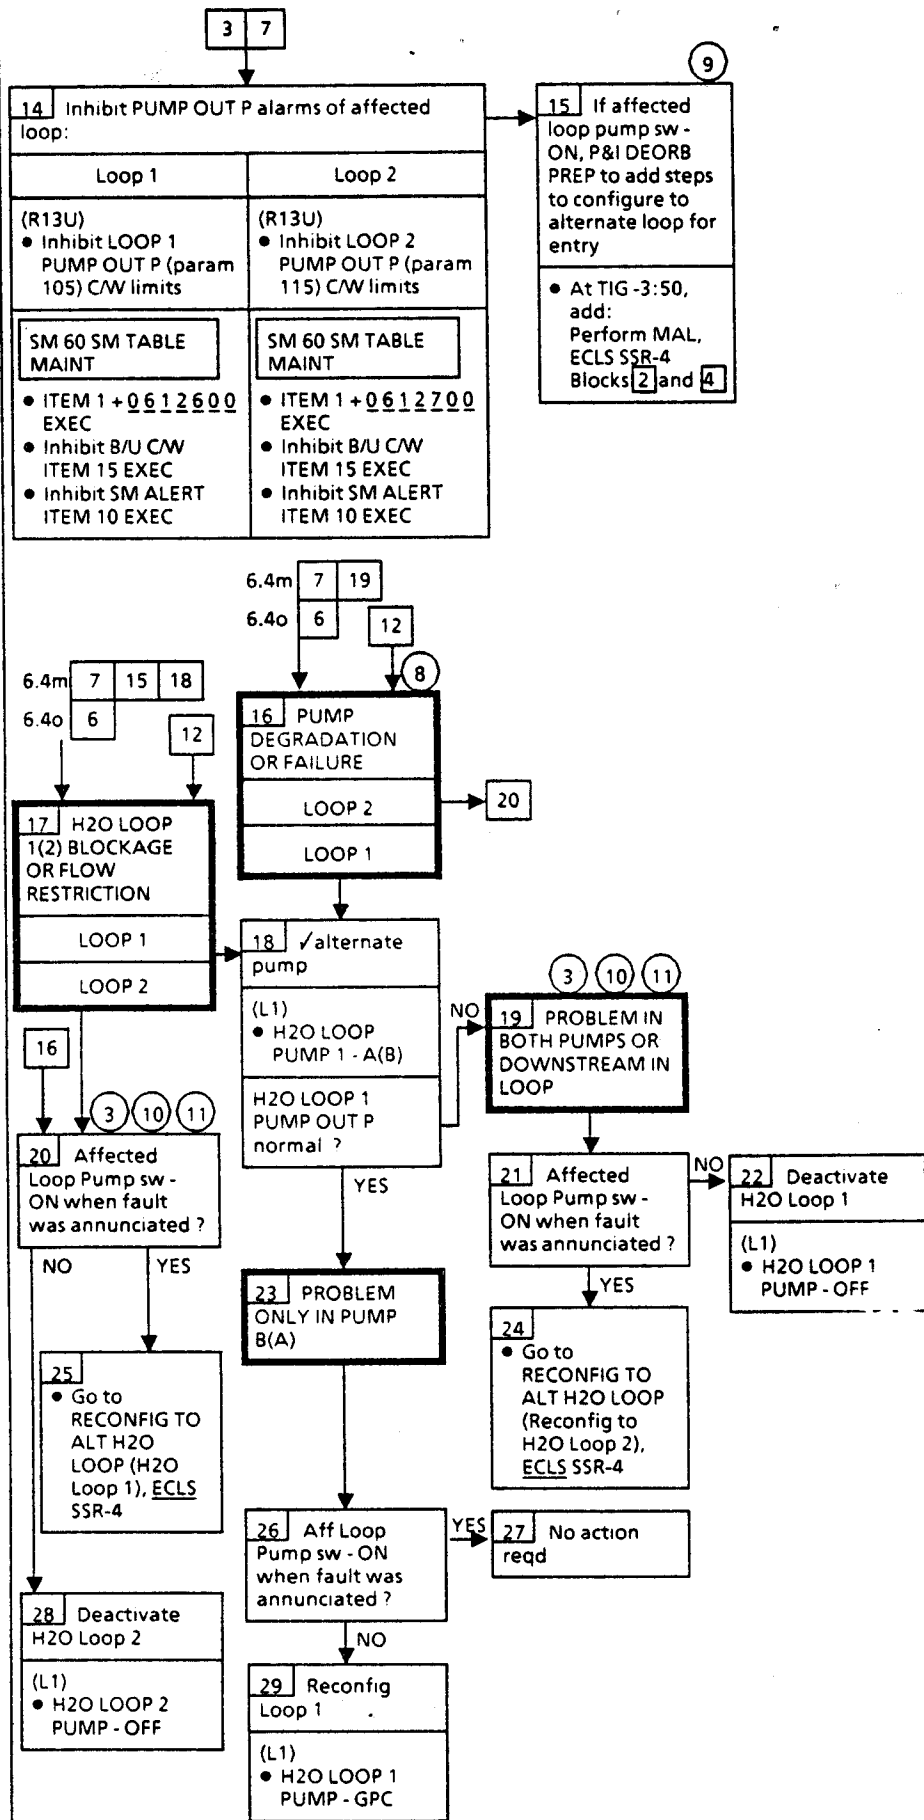 3 7
14 Inhibit PUMP OUT P alarms of affected
loop:
Loop 1
(R13U)
● Inhibit LOOP 1
PUMP OUT P (param
105) C/W limits
SM 60 SM TABLE
MAINT
● ITEM 1 + 0 6 1 2 6 0 0
EXEC
● Inhibit B/U C/W
ITEM 15 EXEC
● Inhibit SM ALERT
ITEM 10 EXEC
Loop 2
(R13U)
● Inhibit LOOP 2
PUMP OUT P (param
115) C/W limits
SM 60 SM TABLE
MAINT
● ITEM 1 + 0 6 1 2 7 0 0
EXEC
● Inhibit B/U C/W
ITEM 15 EXEC
● Inhibit SM ALERT
ITEM 10 EXEC
9
15 If affected
loop pump sw -
ON, P&I DEORB
PREP to add steps
to configure to
alternate loop for
entry
● At TIG -3:50,
add:
Perform MAL,
ECLS SSR-4
Blocks 2 and 4
6.4m 7 19
6.4o 6
12
8
16 PUMP
DEGRADATION
OR FAILURE
LOOP 2
LOOP 1
20
6.4m 7 15 18
6.4o 6
12
17 H2O LOOP
1(2) BLOCKAGE
OR FLOW
RESTRICTION
LOOP 1
LOOP 2
18 ✓alternate
pump
(L1)
● H2O LOOP
PUMP 1 - A(B)
H2O LOOP 1
PUMP OUT P
normal ?
NO
YES
3 10 11
19 PROBLEM IN
BOTH PUMPS OR
DOWNSTREAM IN
LOOP
16
3 10 11
20 Affected
Loop Pump sw -
ON when fault
was annunciated ?
NO
YES
21 Affected
Loop Pump sw -
ON when fault
was annunciated ?
NO
YES
22 Deactivate
H2O Loop 1
(L1)
● H2O LOOP 1
PUMP - OFF
23 PROBLEM
ONLY IN PUMP
B(A)
24
● Go to
RECONFIG TO
ALT H2O LOOP
(Reconfig to
H2O Loop 2),
ECLS SSR-4
25
● Go to
RECONFIG TO
ALT H2O
LOOP (H2O
Loop 1), ECLS
SSR-4
26 Aff Loop
Pump sw - ON
when fault was
annunciated ?
YES
NO
27 No action
reqd
28 Deactivate
H2O Loop 2
(L1)
● H2O LOOP 2
PUMP - OFF
29 Reconfig
Loop 1
(L1)
● H2O LOOP 1
PUMP - GPC